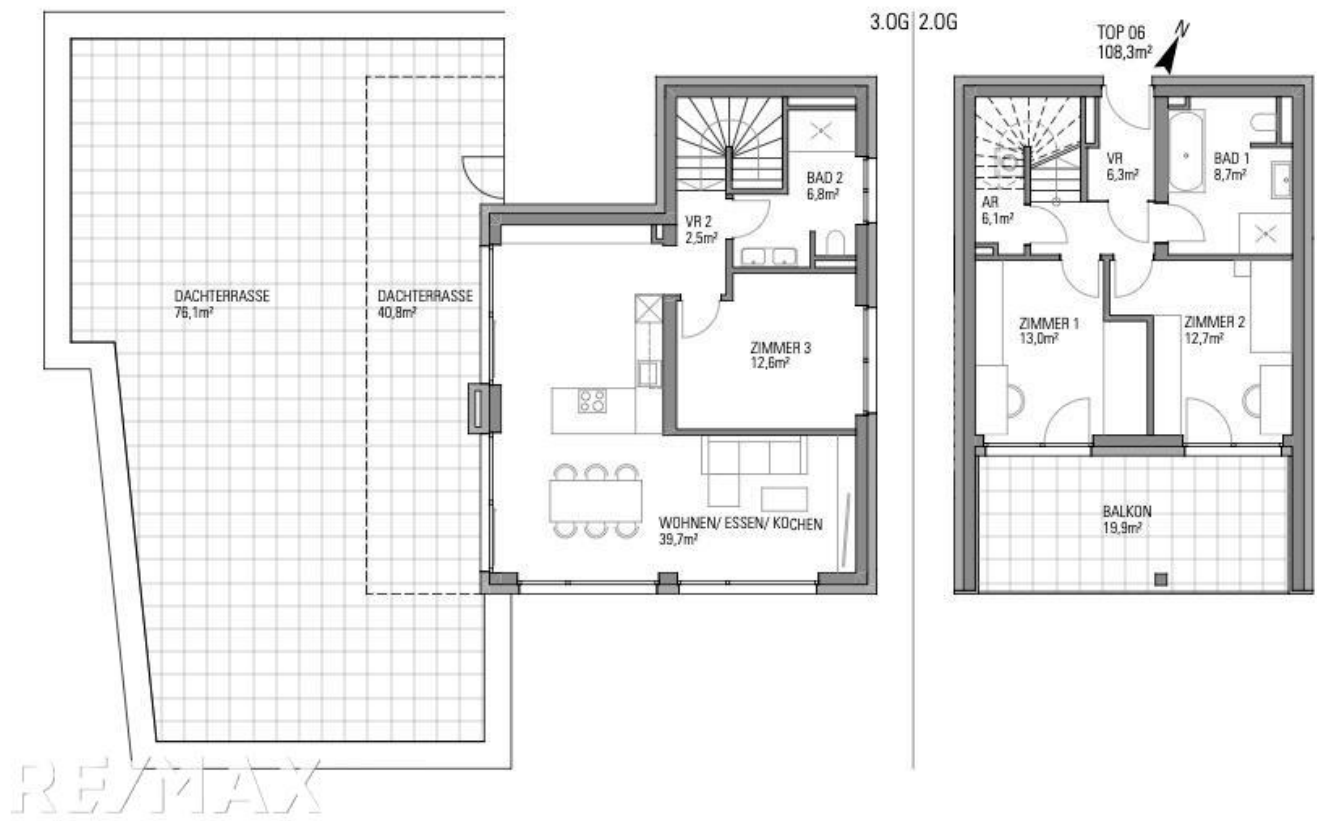 3.OG 2.OG
TOP 06
108,3m²
N
DACHTERRASSE
76,1m²
DACHTERRASSE
40,8m²
VR 2
2,5m²
BAD 2
6,8m²
ZIMMER 3
12,6m²
WOHNEN/ ESSEN/ KOCHEN
39,7m²
VR
6,3m²
BAD 1
8,7m²
AR
6,1m²
ZIMMER 1
13,0m²
ZIMMER 2
12,7m²
BALKON
19,9m²
RE/MAX